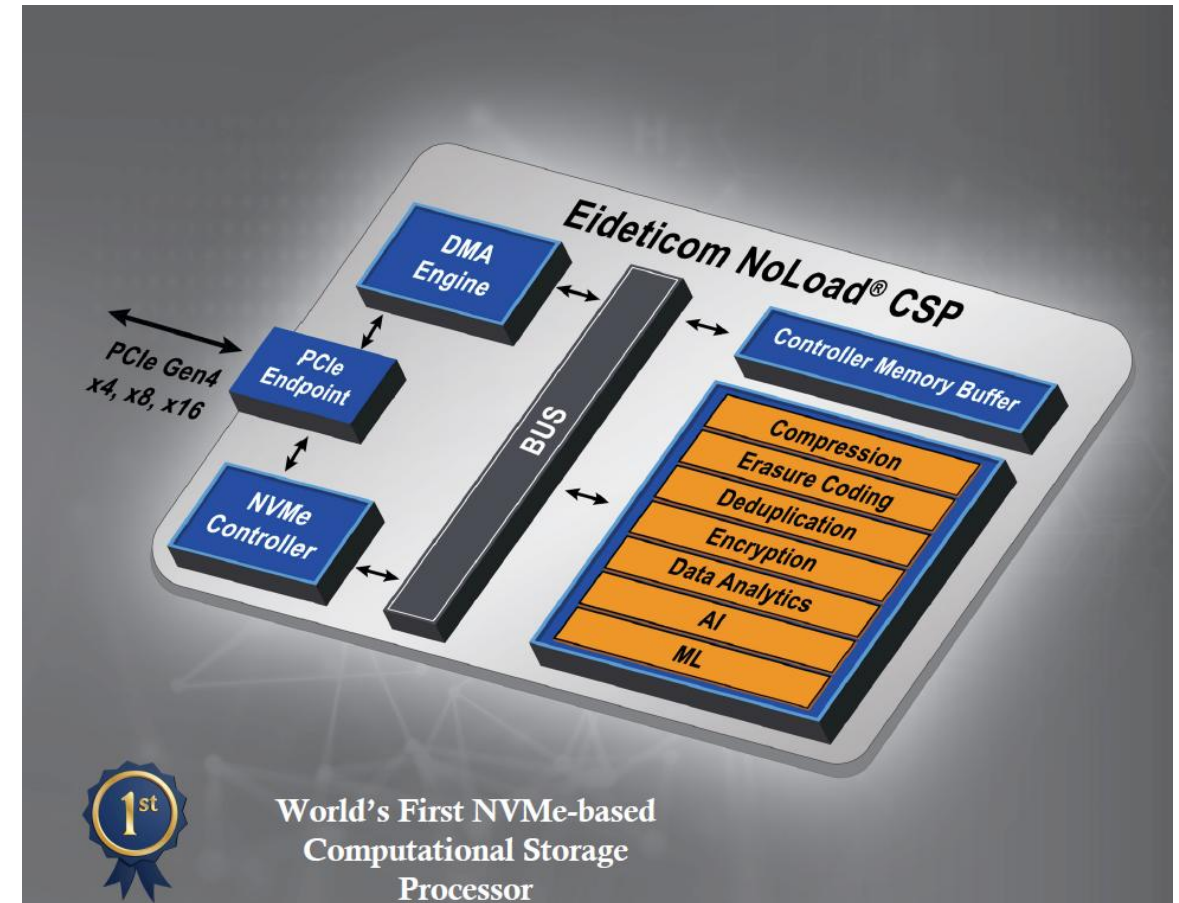 Eideticom NoLoad® CSP
DMA
Engine
PCIe Gen4
x4, x8, x16
PCIe
Endpoint
NVMe
Controller
BUS
Controller Memory Buffer
Compression
Erasure Coding
Deduplication
Encryption
Data Analytics
AI
ML
1st
World's First NVMe-based
Computational Storage
Processor